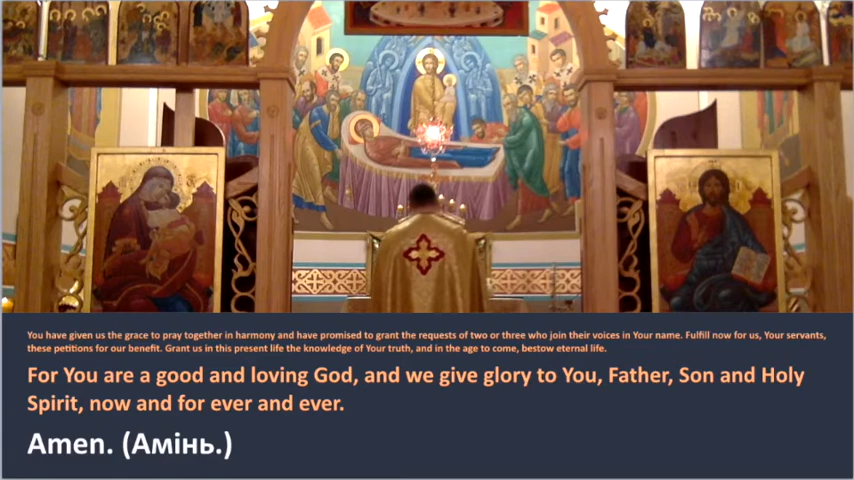 You have given us the grace to pray together in harmony and have promised to grant the requests of two or three who join their voices in Your name. Fulfill now for us, Your servants,
these petitions for our benefit. Grant us in this present life the knowledge of Your truth, and in the age to come, bestow eternal life.
For You are a good and loving God, and we give glory to You, Father, Son and Holy
Spirit, now and for ever and ever.
Amen. (Амінь.)